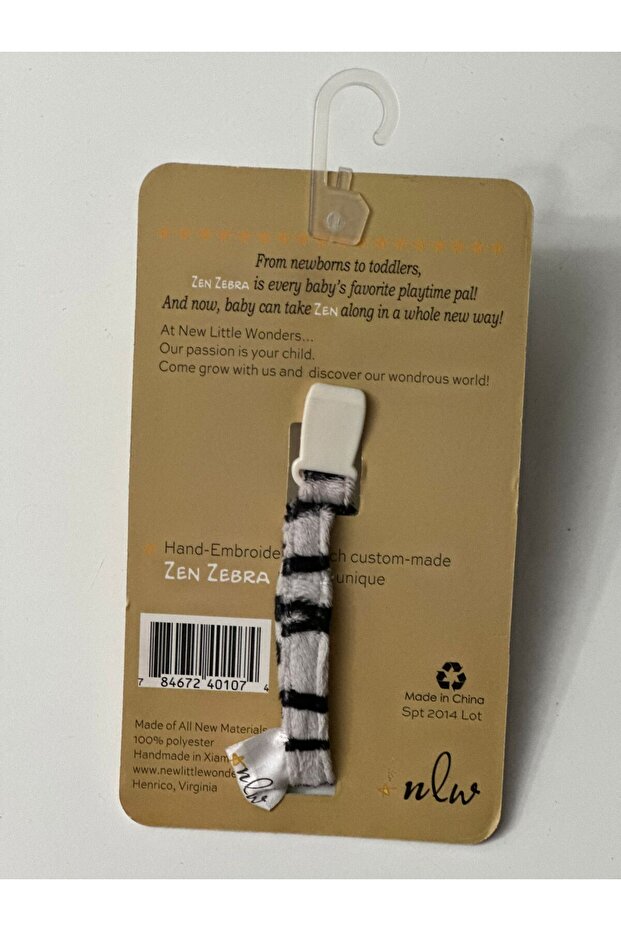 From newborns to toddlers,
ZEN ZEBRA is every baby's favorite playtime pal!
And now, baby can take ZEN along in a whole new way!
At New Little Wonders...
Our passion is your child.
Come grow with us and discover our wondrous world!
Hand-Embroide ch custom-made
ZEN ZEBRA unique
7 84672 40107 4
Made in China
Spt 2014 Lot
Made of All New Materials
100% polyester
Handmade in Xiam
www.newlittlewonde
Henrico, Virginia
nlw
nlw